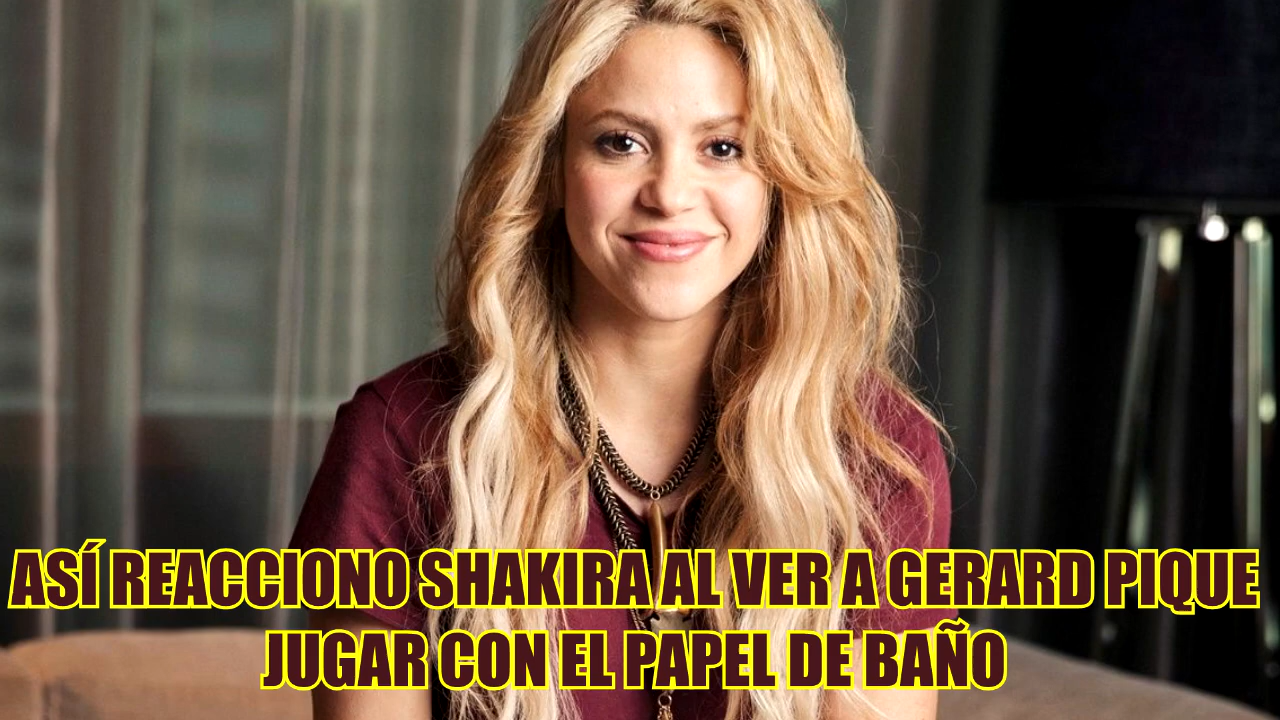 ASÍ REACCIONO SHAKIRA AL VER A GERARD PIQUE
JUGAR CON EL PAPEL DE BAÑO